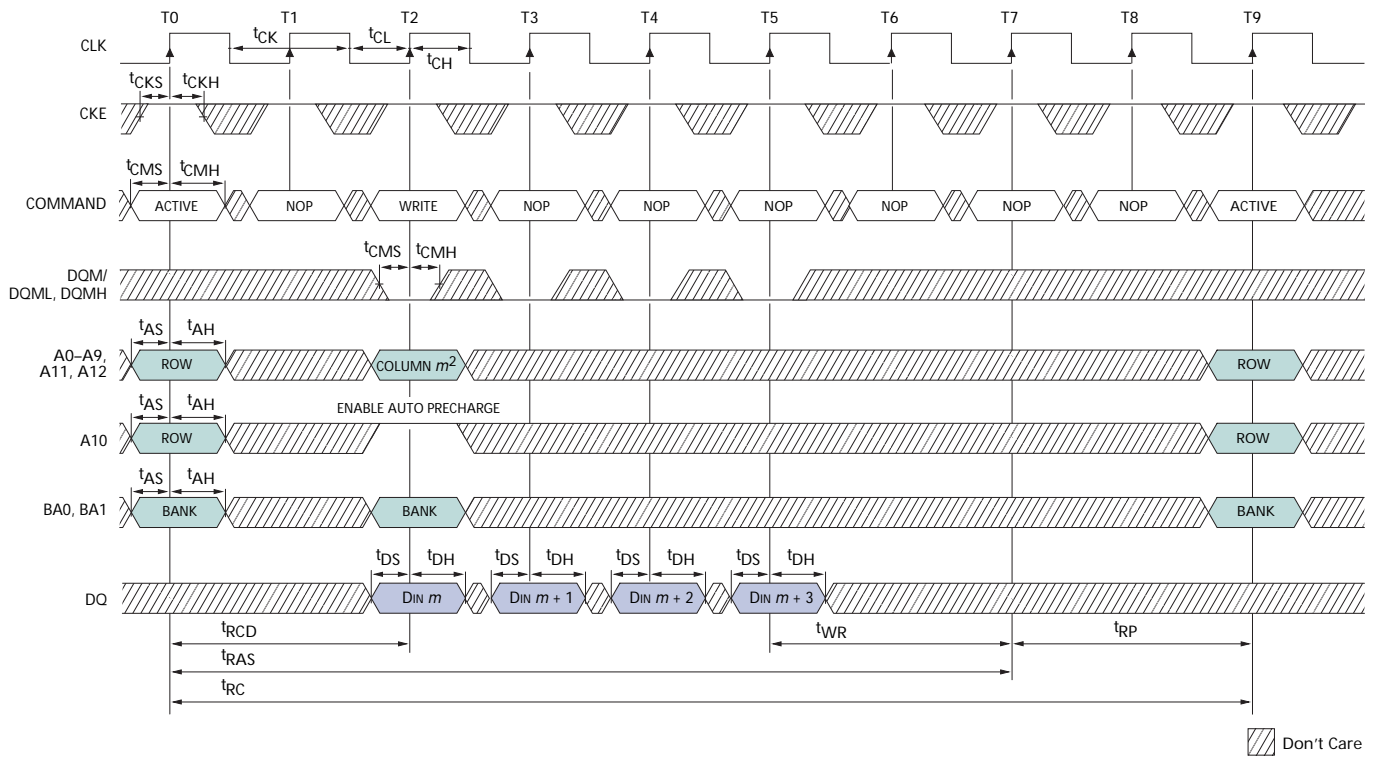 T0 T1 T2 T3 T4 T5 T6 T7 T8 T9
CLK
tCK tCL
tCH
tCKS tCKH
CKE
tCMS tCMH
COMMAND ACTIVE NOP WRITE NOP NOP NOP NOP NOP NOP ACTIVE
tCMS tCMH
DQM/
DQML, DQMH
tAS tAH
A0–A9,
A11, A12
ROW COLUMN m2 ROW
tAS tAH
ENABLE AUTO PRECHARGE
A10 ROW ROW
tAS tAH
BA0, BA1 BANK BANK BANK
tDS tDH tDS tDH tDS tDH tDS tDH
DQ DIN m DIN m + 1 DIN m + 2 DIN m + 3
tRCD tWR tRP
tRAS
tRC
Don't Care